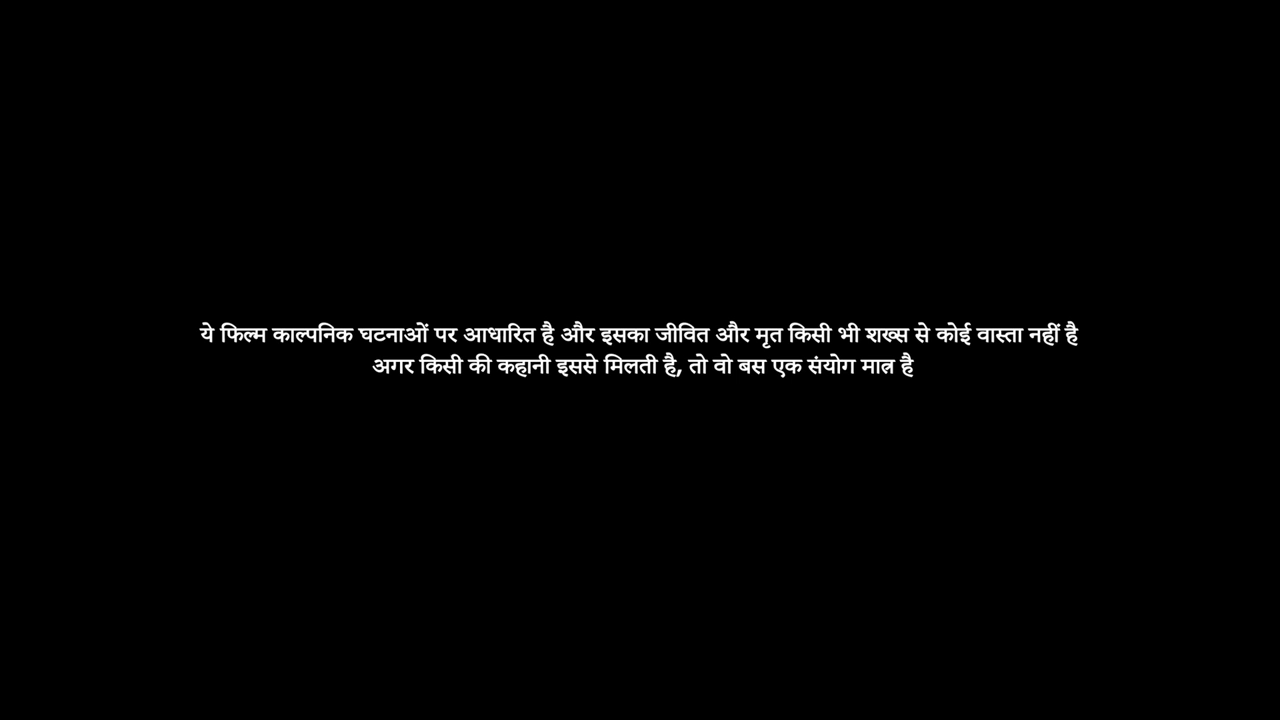 ये फिल्म काल्पनिक घटनाओं पर आधारित है और इसका जीवित और मृत किसी भी शख्स से कोई वास्ता नहीं है
अगर किसी की कहानी इससे मिलती है, तो वो बस एक संयोग मात्र है